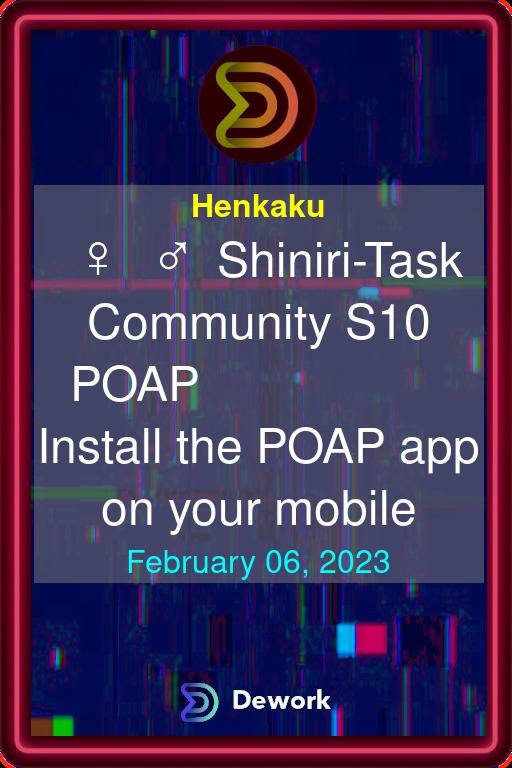 Henkaku
♀ ♂ Shiniri-Task
Community S10
POAP
Install the POAP app
on your mobile
February 06, 2023
Dework